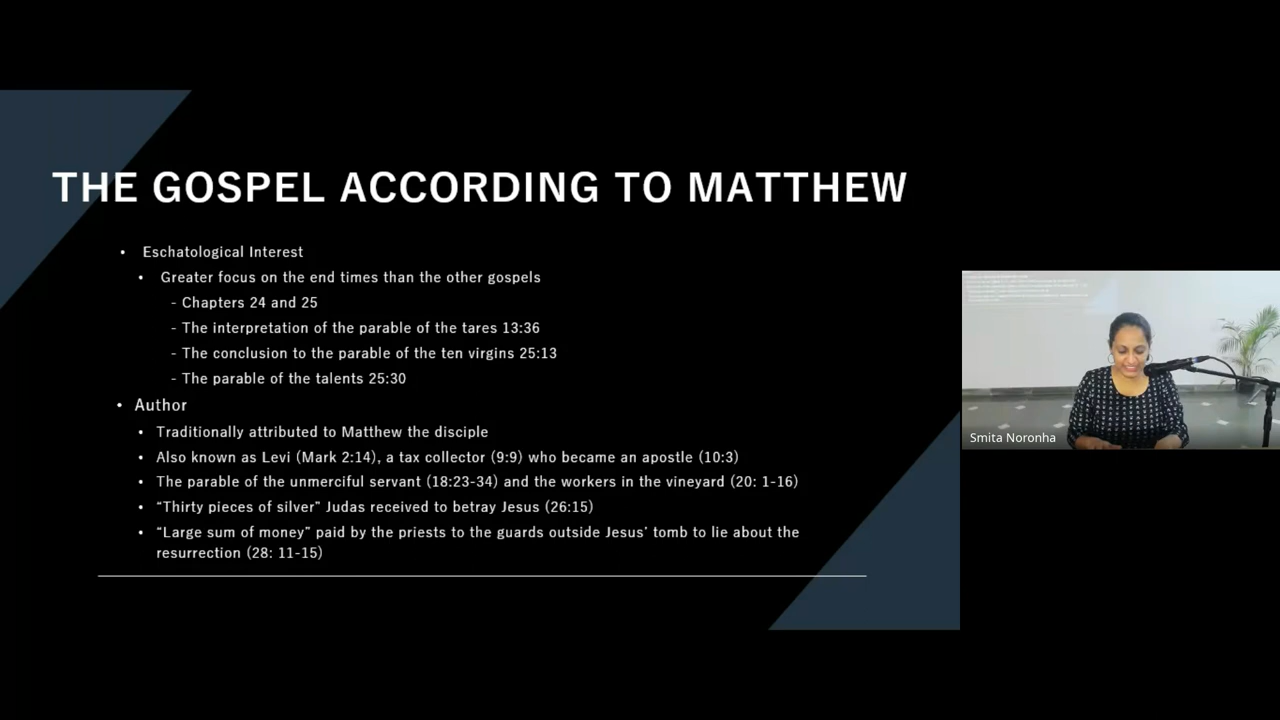 THE GOSPEL ACCORDING TO MATTHEW
• Eschatological Interest
• Greater focus on the end times than the other gospels
- Chapters 24 and 25
- The interpretation of the parable of the tares 13:36
- The conclusion to the parable of the ten virgins 25:13
- The parable of the talents 25:30
• Author
• Traditionally attributed to Matthew the disciple
• Also known as Levi (Mark 2:14), a tax collector (9:9) who became an apostle (10:3)
• The parable of the unmerciful servant (18:23-34) and the workers in the vineyard (20: 1-16)
• “Thirty pieces of silver” Judas received to betray Jesus (26:15)
• “Large sum of money” paid by the priests to the guards outside Jesus’ tomb to lie about the
resurrection (28: 11-15)
Smita Noronha